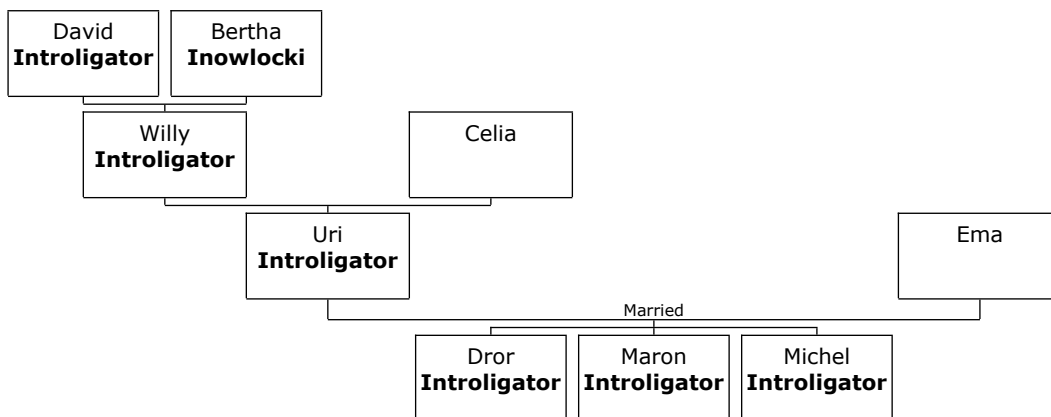 David
Introligator
Bertha
Inowlocki
Willy
Introligator
Celia
Uri
Introligator
Ema
Married
Dror
Introligator
Maron
Introligator
Michel
Introligator